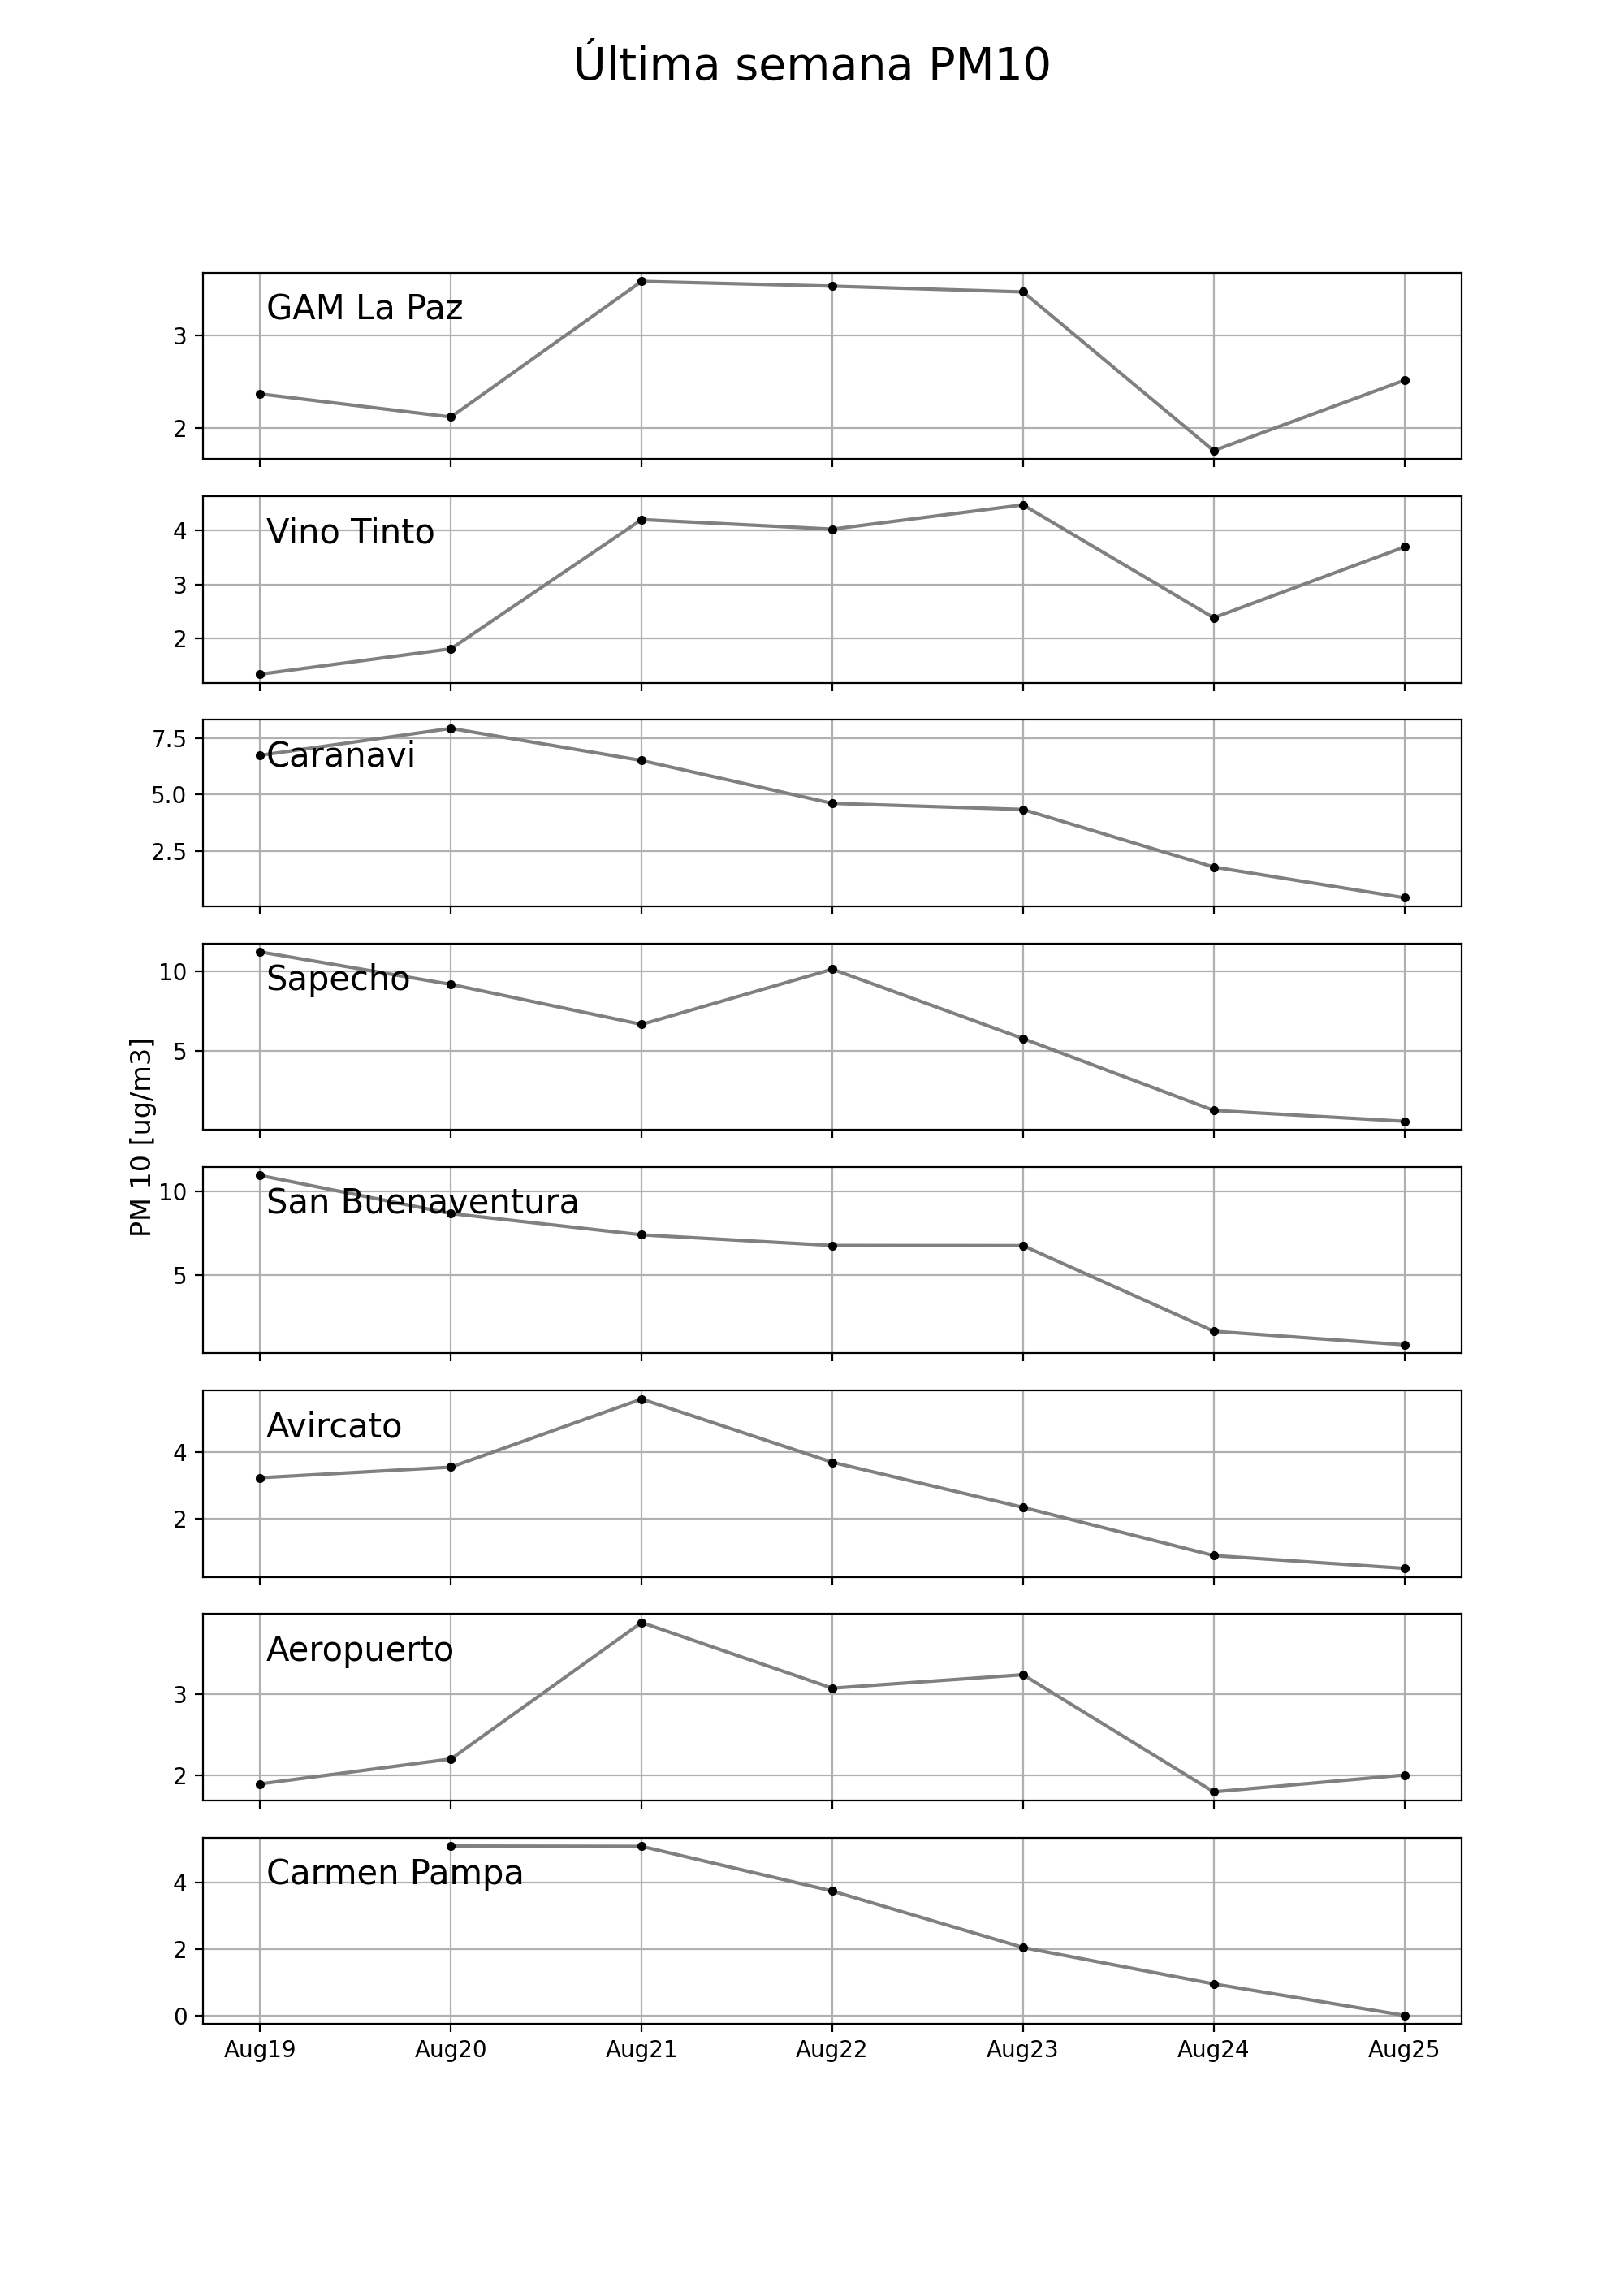 Última semana PM10
GAM La Paz
3
2
Vino Tinto
4
3
2
Caranavi
7.5
5.0
2.5
Sapecho
10
5
PM 10 [ug/m3]
San Buenaventura
10
5
Avircato
4
2
Aeropuerto
3
2
Carmen Pampa
4
2
0
Aug19 Aug20 Aug21 Aug22 Aug23 Aug24 Aug25